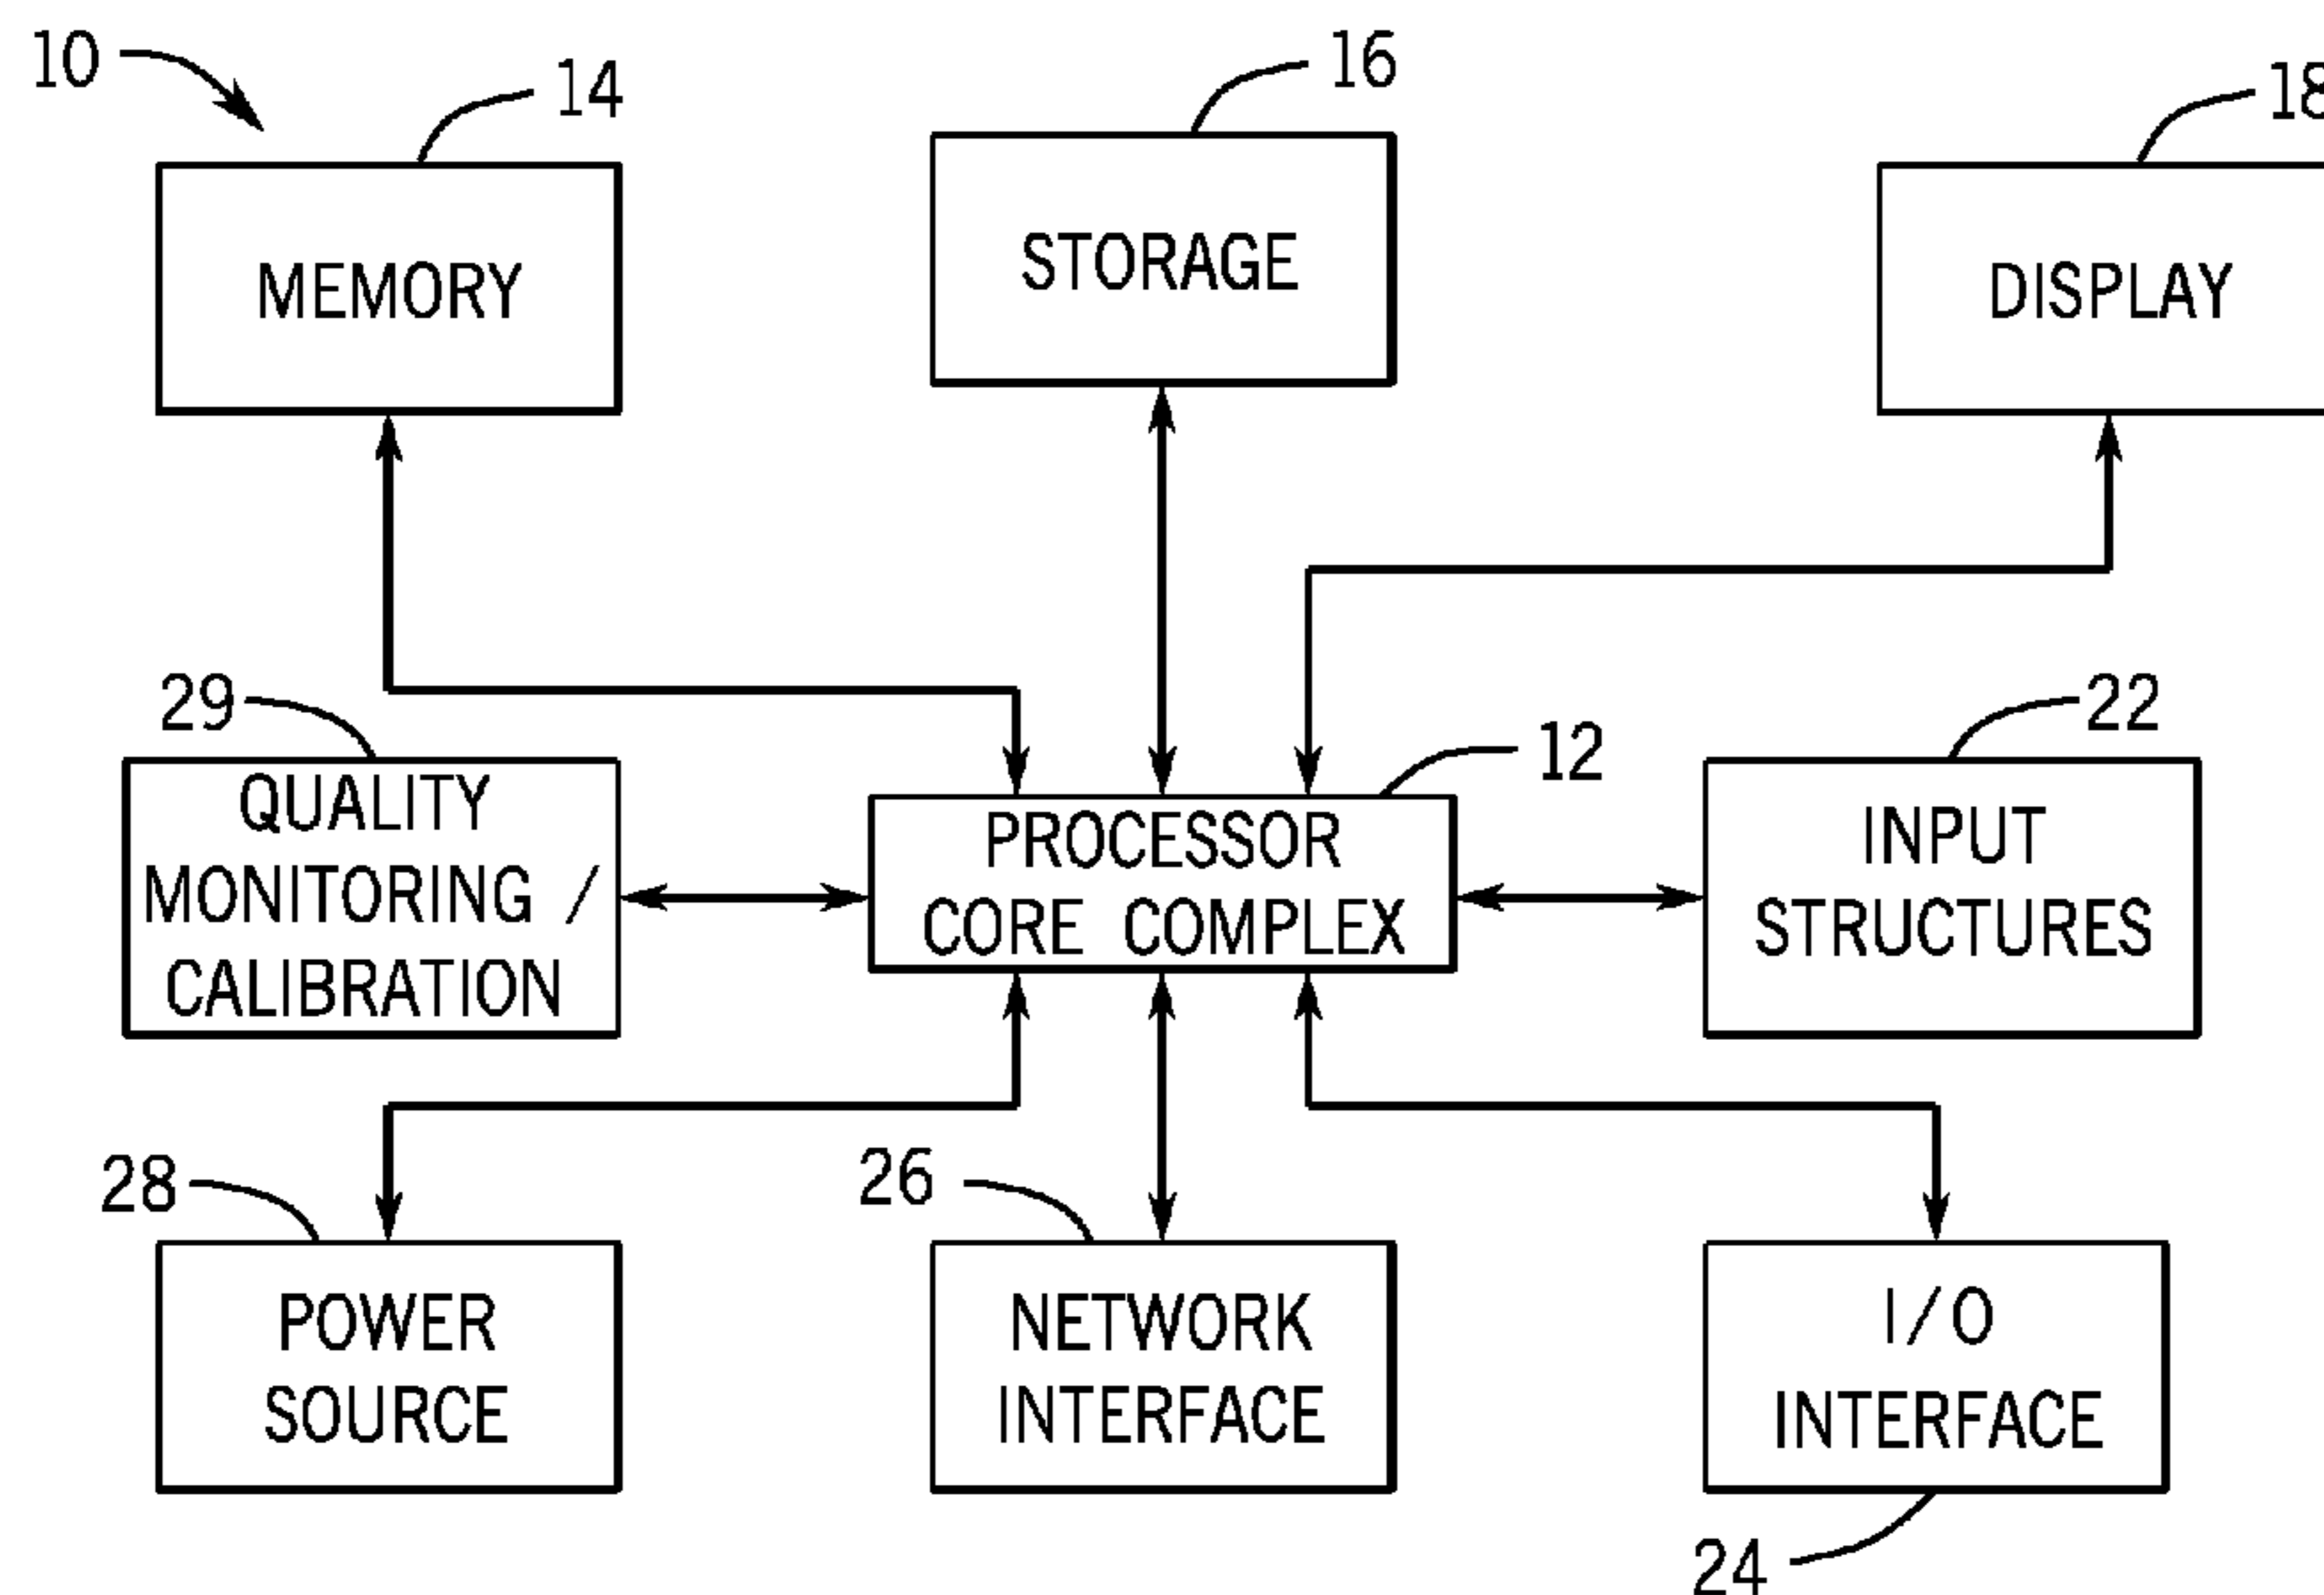 10
14
16
18
MEMORY
STORAGE
DISPLAY
29
12
22
QUALITY
MONITORING /
CALIBRATION
PROCESSOR
CORE COMPLEX
INPUT
STRUCTURES
28
26
POWER
SOURCE
NETWORK
INTERFACE
I/O
INTERFACE
24